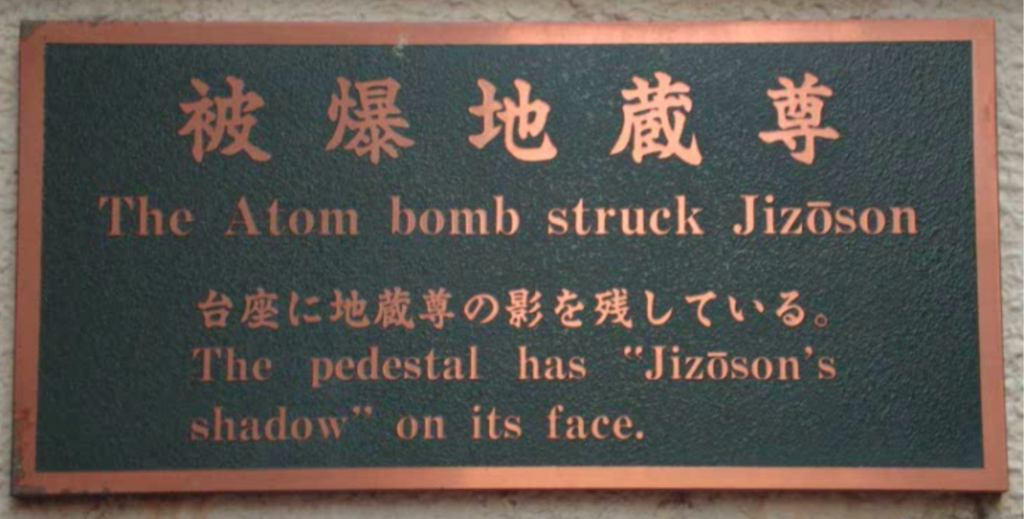 被爆地蔵尊
The Atom bomb struck Jizōson
台座に地蔵尊の影を残している。
The pedestal has “Jizōson’s
shadow” on its face.